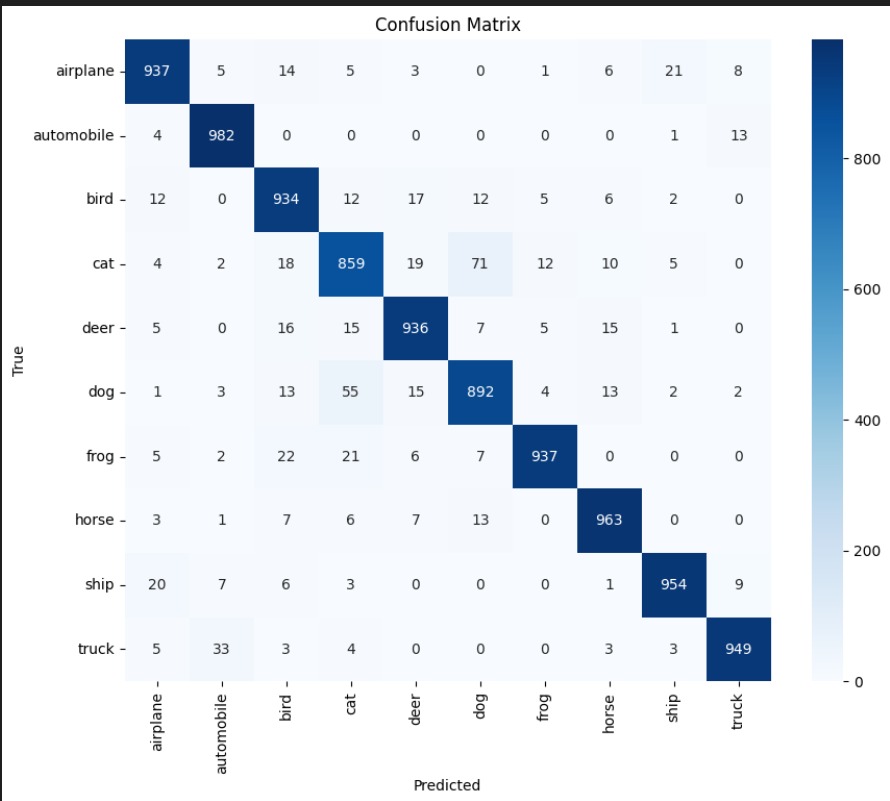 Confusion Matrix
airplane 937 5 14 5 3 0 1 6 21 8
automobile 4 982 0 0 0 0 0 0 1 13
bird 12 0 934 12 17 12 5 6 2 0
cat 4 2 18 859 19 71 12 10 5 0
deer 5 0 16 15 936 7 5 15 1 0
dog 1 3 13 55 15 892 4 13 2 2
frog 5 2 22 21 6 7 937 0 0 0
horse 3 1 7 6 7 13 0 963 0 0
ship 20 7 6 3 0 0 0 1 954 9
truck 5 33 3 4 0 0 0 3 3 949
True
airplane automobile bird cat deer dog frog horse ship truck
Predicted
800
600
400
200
0